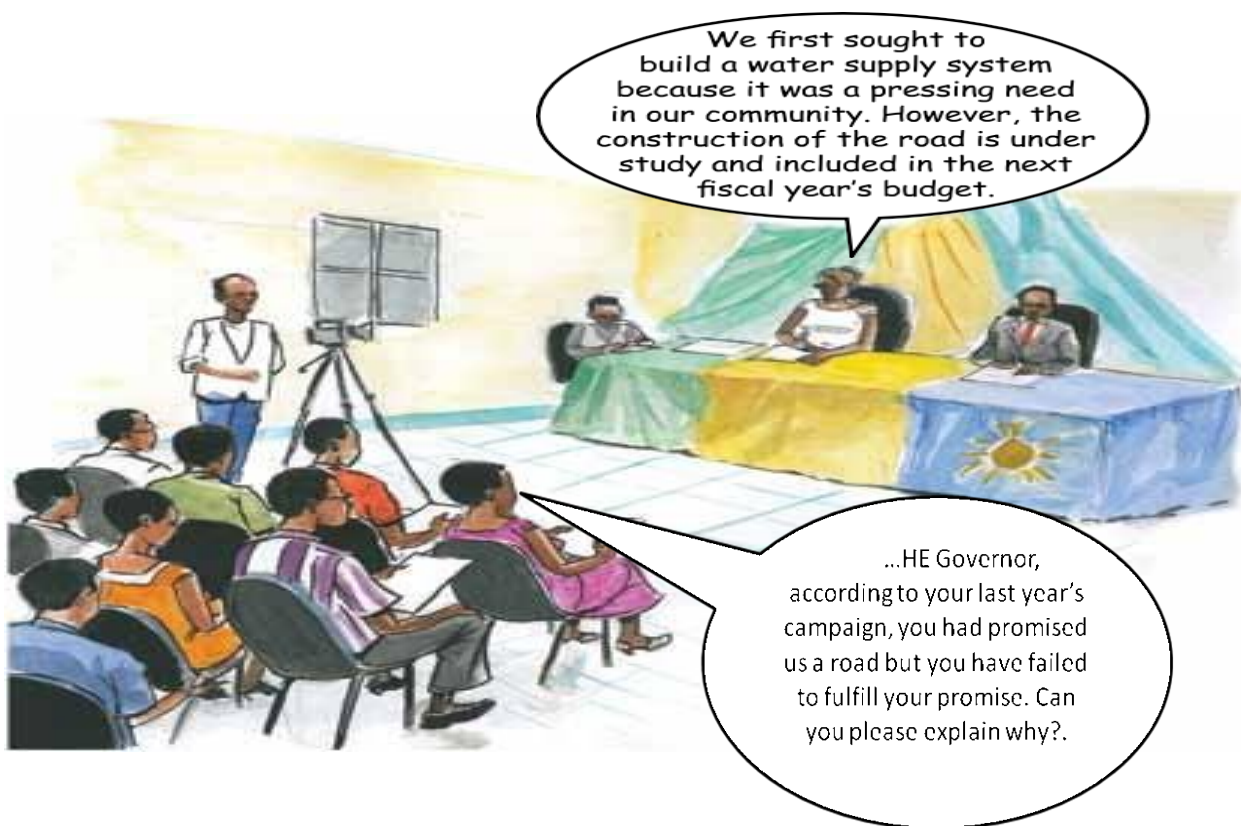 We first sought to
build a water supply system
because it was a pressing need
in our community. However, the
construction of the road is under
study and included in the next
fiscal year's budget.
...HE Governor,
according to your last year's
campaign, you had promised
us a road but you have failed
to fulfill your promise. Can
you please explain why?.